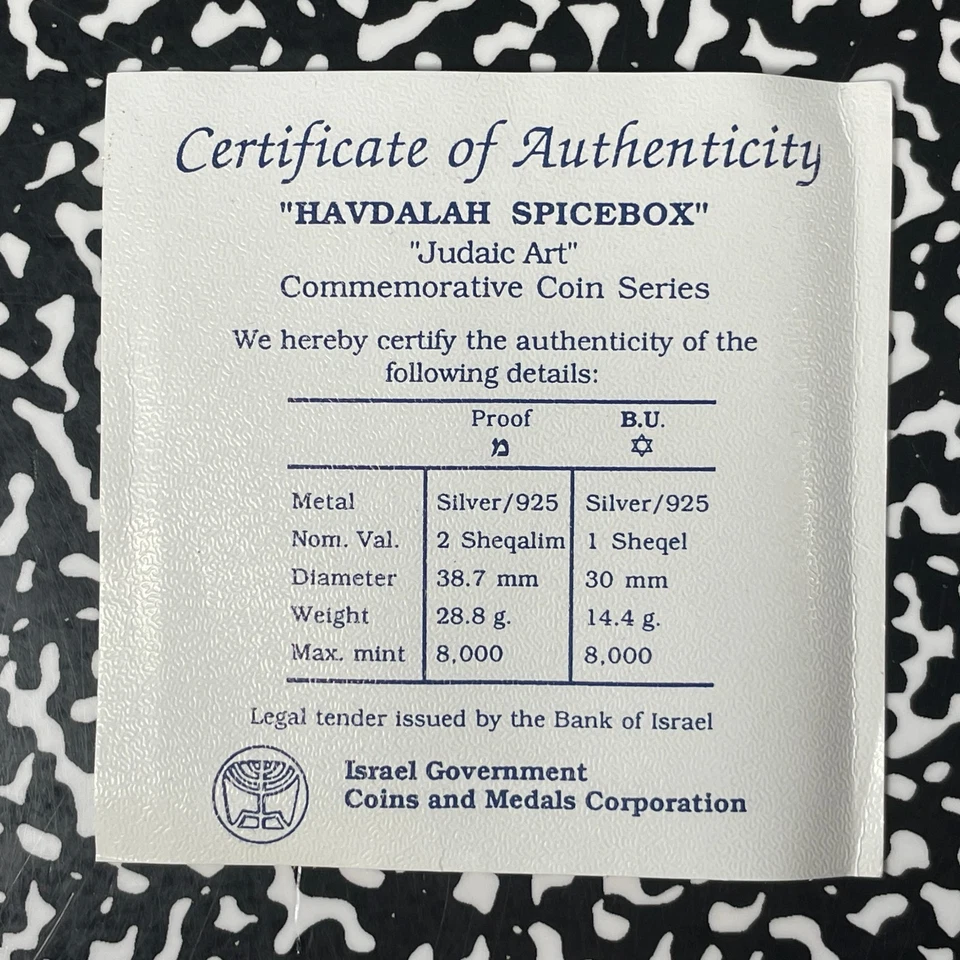 Certificate of Authenticity
"HAVDALAH SPICEBOX"
"Judaic Art"
Commemorative Coin Series
We hereby certify the authenticity of the
following details:
Proof B.U.
מ ✡
Metal Silver/925 Silver/925
Nom. Val. 2 Sheqalim 1 Sheqel
Diameter 38.7 mm 30 mm
Weight 28.8 g. 14.4 g.
Max. mint 8,000 8,000
Legal tender issued by the Bank of Israel
Israel Government
Coins and Medals Corporation